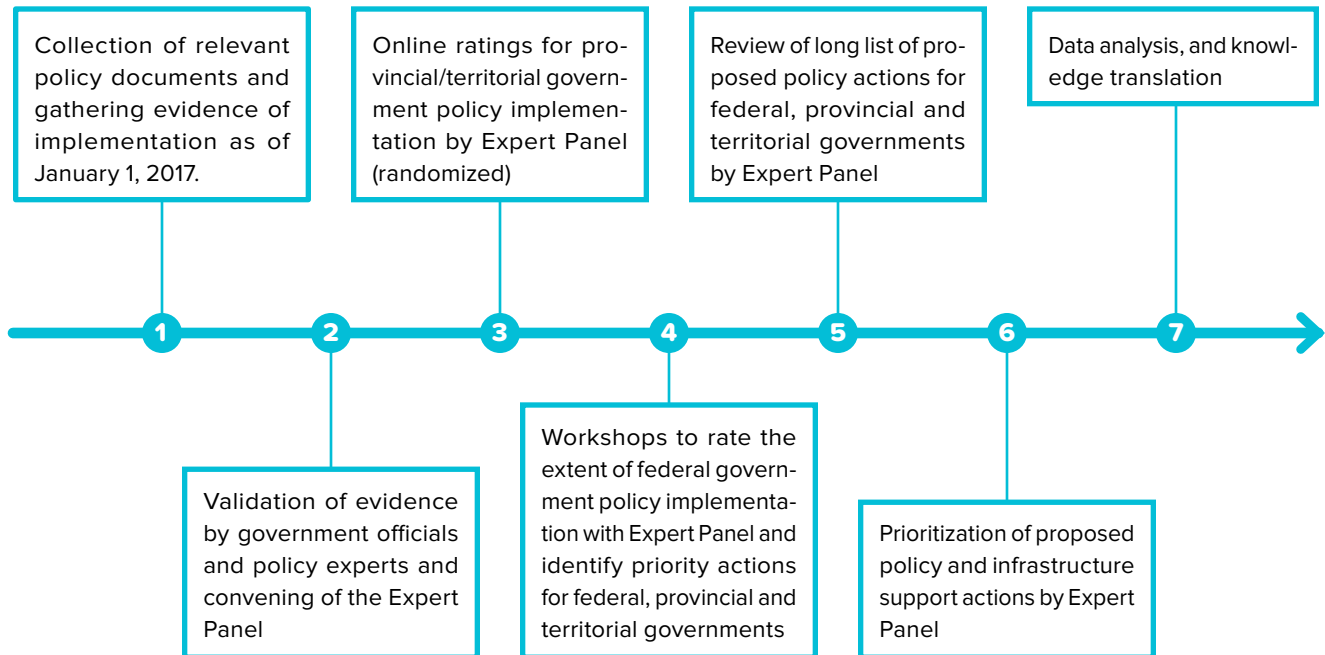 Collection of relevant
policy documents and
gathering evidence of
implementation as of
January 1, 2017.
Online ratings for pro-
vincial/territorial govern-
ment policy implemen-
tation by Expert Panel
(randomized)
Review of long list of pro-
posed policy actions for
federal, provincial and
territorial governments
by Expert Panel
Data analysis, and knowl-
edge translation
1
2
3
4
5
6
7
Validation of evidence
by government officials
and policy experts and
convening of the Expert
Panel
Workshops to rate the
extent of federal govern-
ment policy implementa-
tion with Expert Panel and
identify priority actions
for federal, provincial and
territorial governments
Prioritization of proposed
policy and infrastructure
support actions by Expert
Panel